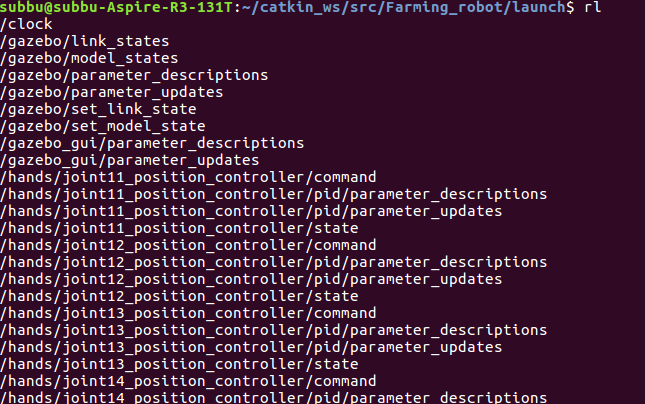 subbu@subbu-Aspire-R3-131T:~/catkin_ws/src/Farming_robot/launch$ rl
/clock
/gazebo/link_states
/gazebo/model_states
/gazebo/parameter_descriptions
/gazebo/parameter_updates
/gazebo/set_link_state
/gazebo/set_model_state
/gazebo_gui/parameter_descriptions
/gazebo_gui/parameter_updates
/hands/joint11_position_controller/command
/hands/joint11_position_controller/pid/parameter_descriptions
/hands/joint11_position_controller/pid/parameter_updates
/hands/joint11_position_controller/state
/hands/joint12_position_controller/command
/hands/joint12_position_controller/pid/parameter_descriptions
/hands/joint12_position_controller/pid/parameter_updates
/hands/joint12_position_controller/state
/hands/joint13_position_controller/command
/hands/joint13_position_controller/pid/parameter_descriptions
/hands/joint13_position_controller/pid/parameter_updates
/hands/joint13_position_controller/state
/hands/joint14_position_controller/command
/hands/joint14_position_controller/pid/parameter_descriptions